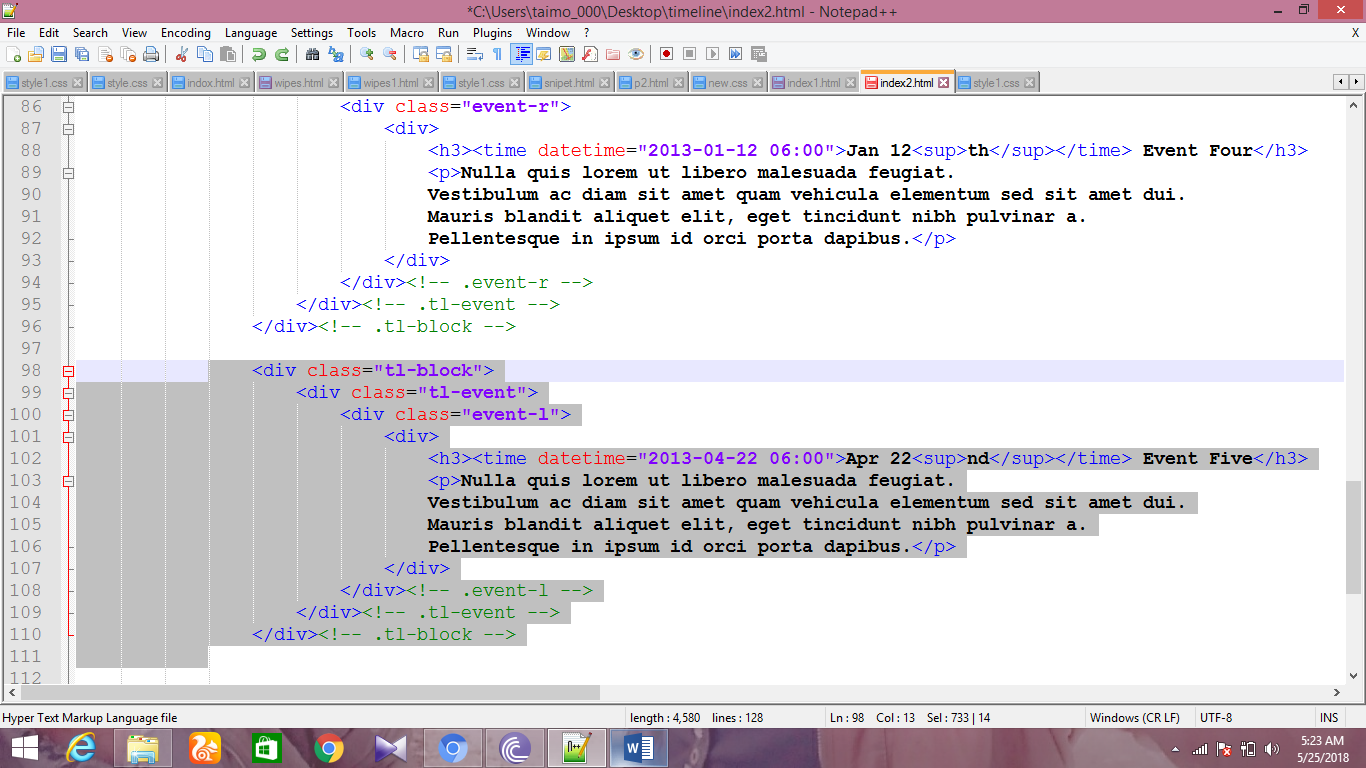 *C:\Users\taimo_000\Desktop\timeline\index2.html - Notepad++
File Edit Search View Encoding Language Settings Tools Macro Run Plugins Window ? X
style1.css style.css indox.html wipes.html wipes1.html style1.css snipet.html p2.html new.css index1.html index2.html style1.css
86 <div class="event-r">
87 <div>
88 <h3><time datetime="2013-01-12 06:00">Jan 12<sup>th</sup></time> Event Four</h3>
89 <p>Nulla quis lorem ut libero malesuada feugiat.
90 Vestibulum ac diam sit amet quam vehicula elementum sed sit amet dui.
91 Mauris blandit aliquet elit, eget tincidunt nibh pulvinar a.
92 Pellentesque in ipsum id orci porta dapibus.</p>
93 </div>
94 </div><!-- .event-r -->
95 </div><!-- .tl-event -->
96 </div><!-- .tl-block -->
97
98 <div class="tl-block">
99 <div class="tl-event">
100 <div class="event-l">
101 <div>
102 <h3><time datetime="2013-04-22 06:00">Apr 22<sup>nd</sup></time> Event Five</h3>
103 <p>Nulla quis lorem ut libero malesuada feugiat.
104 Vestibulum ac diam sit amet quam vehicula elementum sed sit amet dui.
105 Mauris blandit aliquet elit, eget tincidunt nibh pulvinar a.
106 Pellentesque in ipsum id orci porta dapibus.</p>
107 </div>
108 </div><!-- .event-l -->
109 </div><!-- .tl-event -->
110 </div><!-- .tl-block -->
111
112
Hyper Text Markup Language file length : 4,580 lines : 128 Ln : 98 Col : 13 Sel : 733 | 14 Windows (CR LF) UTF-8 INS
5:23 AM
5/25/2018